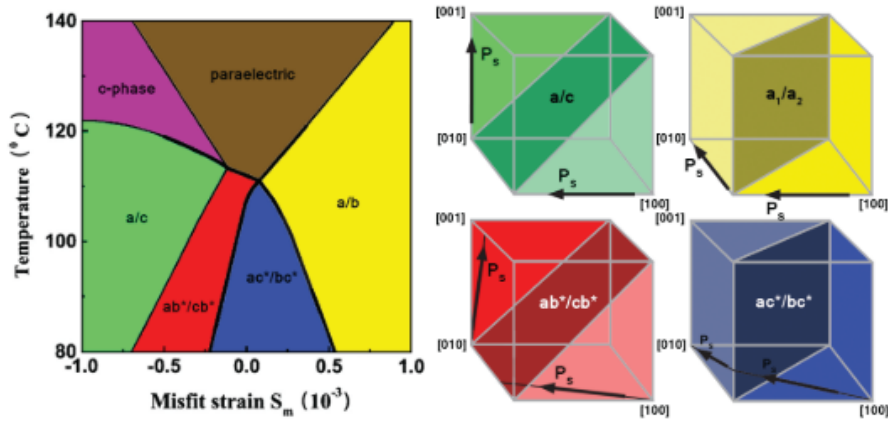 140
120
100
80
Temperature (°C)
c-phase
paraelectric
a/c
a/b
ab*/cb*
ac*/bc*
-1.0
-0.5
0.0
0.5
1.0
Misfit strain Sm (10-3)
[001]
Ps
a/c
[010]
Ps
[100]
[001]
a1/a2
[010]
Ps
Ps
[100]
[001]
Ps
ab*/cb*
[010]
Ps
[100]
[001]
ac*/bc*
[010]
Ps
Ps
[100]